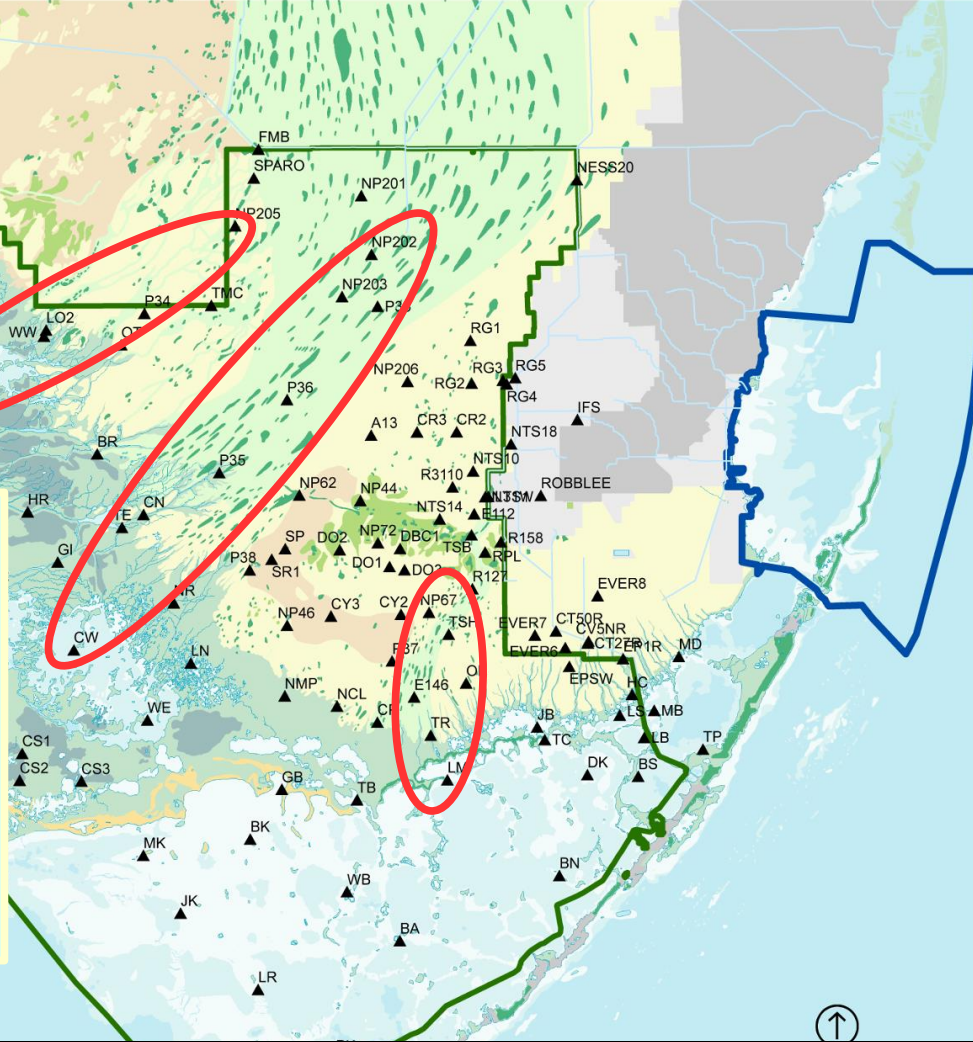 FMB
SPARO
NESS20
NP201
NP205
NP202
NP203
TMC
P34
LO2
WW
RG1
NP206
RG3
RG5
RG2
RG4
P36
IFS
A13
CR3
CR2
NTS18
BR
P35
NTS10
R3110
NP62
NP44
ROBBLEE
HR
CN
TE
NTS14
E112
NP72
DBC1
DO2
SP
TSB
R158
RPL
GI
P38
SR1
DO1
R127
EVER8
NP46
CY3
CY2
NP67
TSH
EVER7
CT50R
CV5NR
EVER6
EP1R
MD
CW
LN
EPSW
NMP
NCL
E146
HC
WE
TR
JB
LS
MB
CS1
TC
LB
TP
CS2
CS3
GB
TB
DK
BS
BK
MK
BN
WB
JK
BA
LR